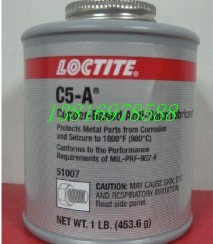 LOCTITE
C5-A®
Copper-Based Anti-Seize Lubricant
Protects Metal Parts from Corrosion
and Seizure to 1800°F (982°C)
Conforms to the Performance
Requirements of MIL-PRF-907-F
51007
CAUTION: MAY CAUSE SKIN, EYE
AND RESPIRATORY IRRITATION.
Read side panel
NET WT. 1 LB. (453.6 g)